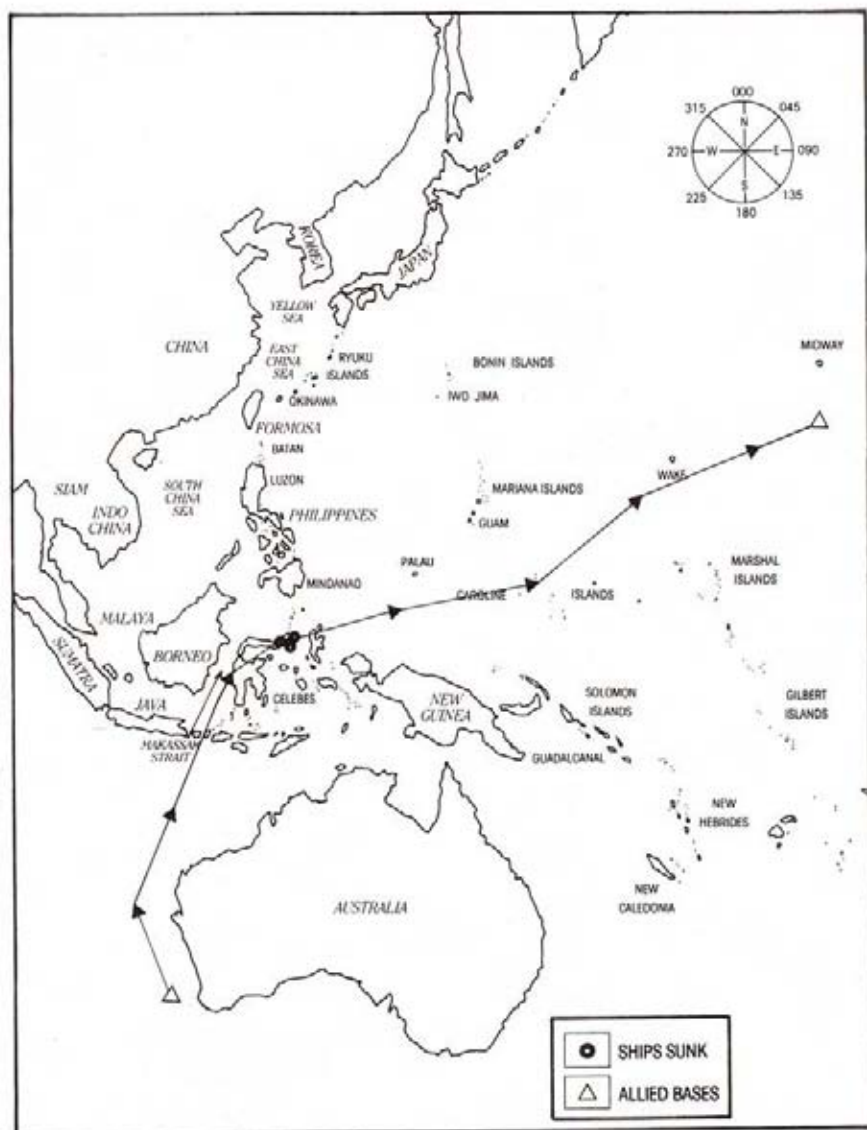 000
315
045
N
270
W
E
090
S
225
135
180
KOREA
JAPAN
YELLOW
SEA
CHINA
EAST
CHINA
SEA
RYUKU
ISLANDS
BONIN ISLANDS
MIDWAY
OKINAWA
IWO JIMA
FORMOSA
BATAN
WAKE
LUZON
SIAM
SOUTH
CHINA
SEA
MARIANA ISLANDS
INDO
CHINA
PHILIPPINES
GUAM
PALAU
MARSHAL
ISLANDS
MINDANAO
CAROLINE
ISLANDS
MALAYA
BORNEO
SUMATRA
CELEBES
NEW
GUINEA
SOLOMON
ISLANDS
GILBERT
ISLANDS
JAVA
MAKASSAR
STRAIT
GUADALCANAL
NEW
HEBRIDES
NEW
CALEDONIA
AUSTRALIA
SHIPS SUNK
ALLIED BASES